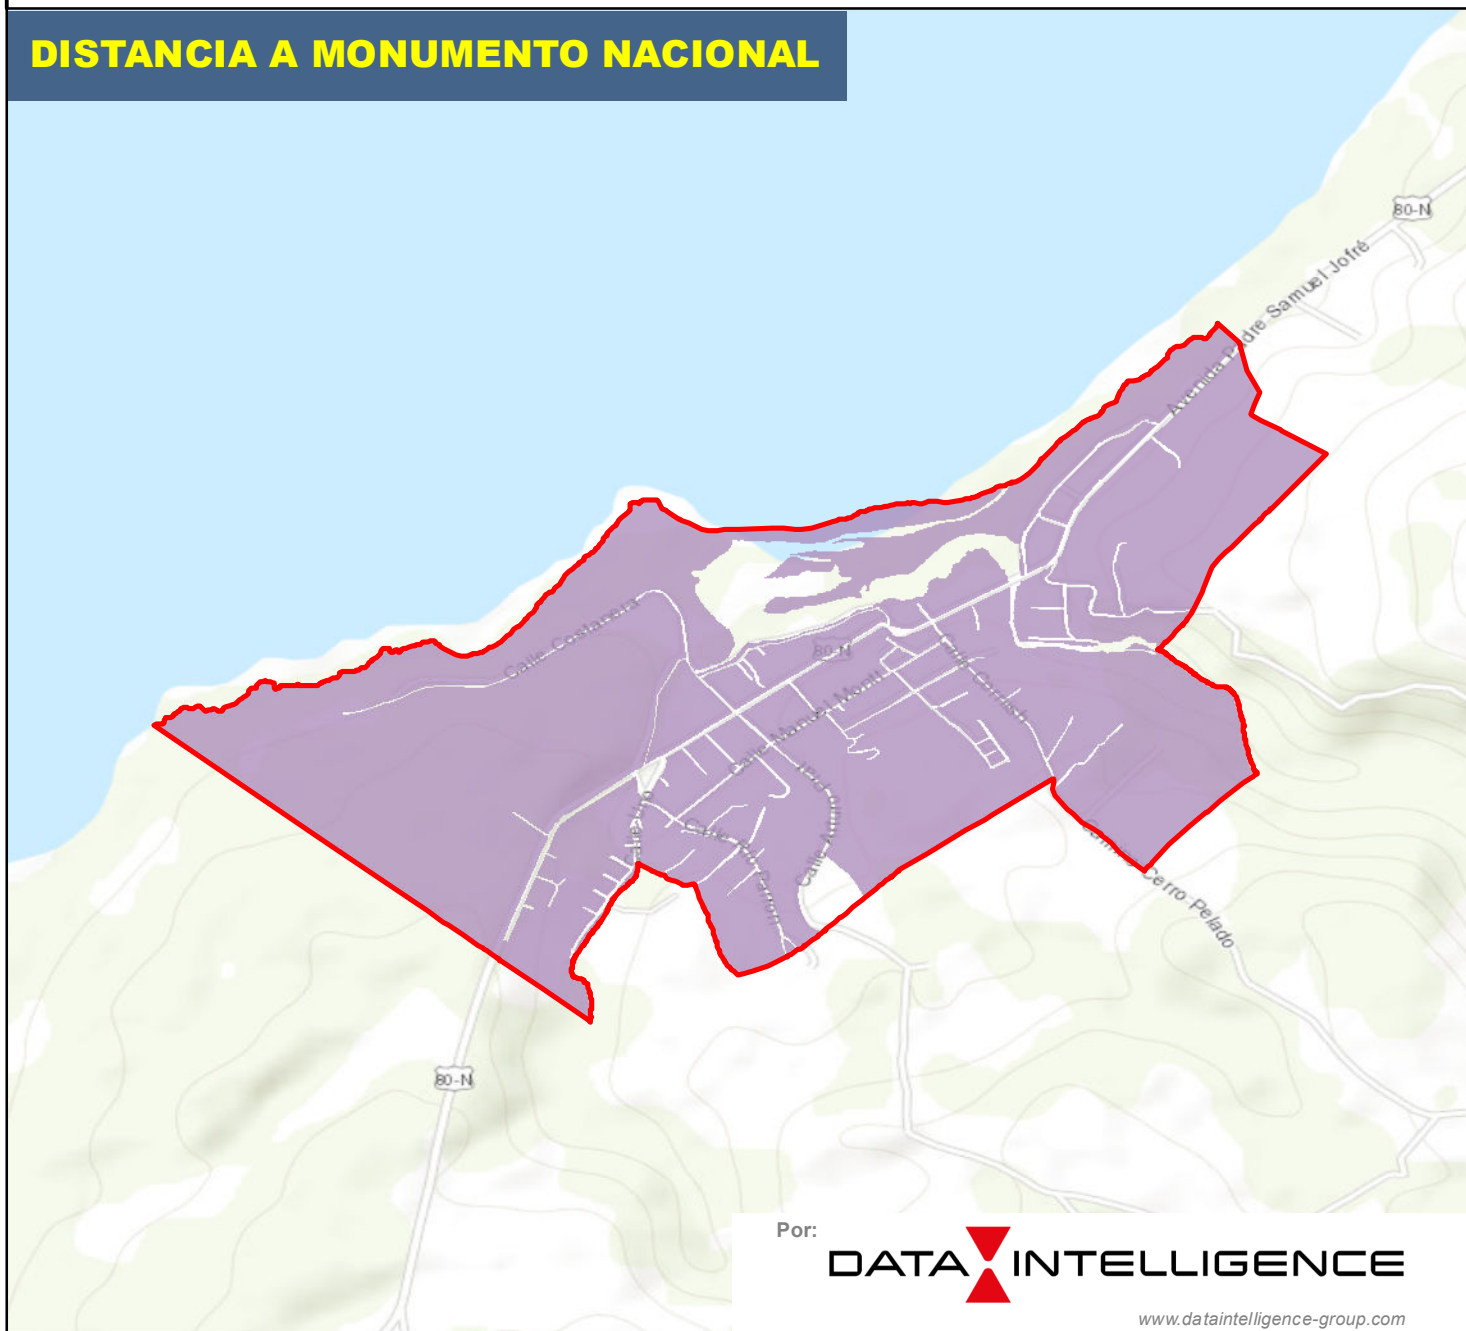 DISTANCIA A MONUMENTO NACIONAL
80-N
Avenida Padre Samuel Jofré
Calle Costanera
80-N
Calle Manuel Montt
Camino Cerro Pelado
80-N
Por:
DATA INTELLIGENCE
www.dataintelligence-group.com